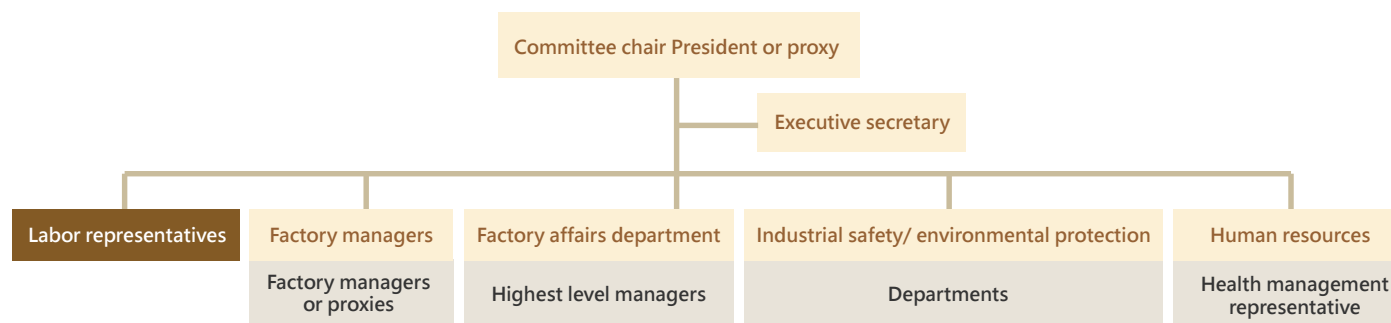 Committee chair President or proxy
Executive secretary
Labor representatives
Factory managers
Factory affairs department
Industrial safety/ environmental protection
Human resources
Factory managers
or proxies
Highest level managers
Departments
Health management
representative